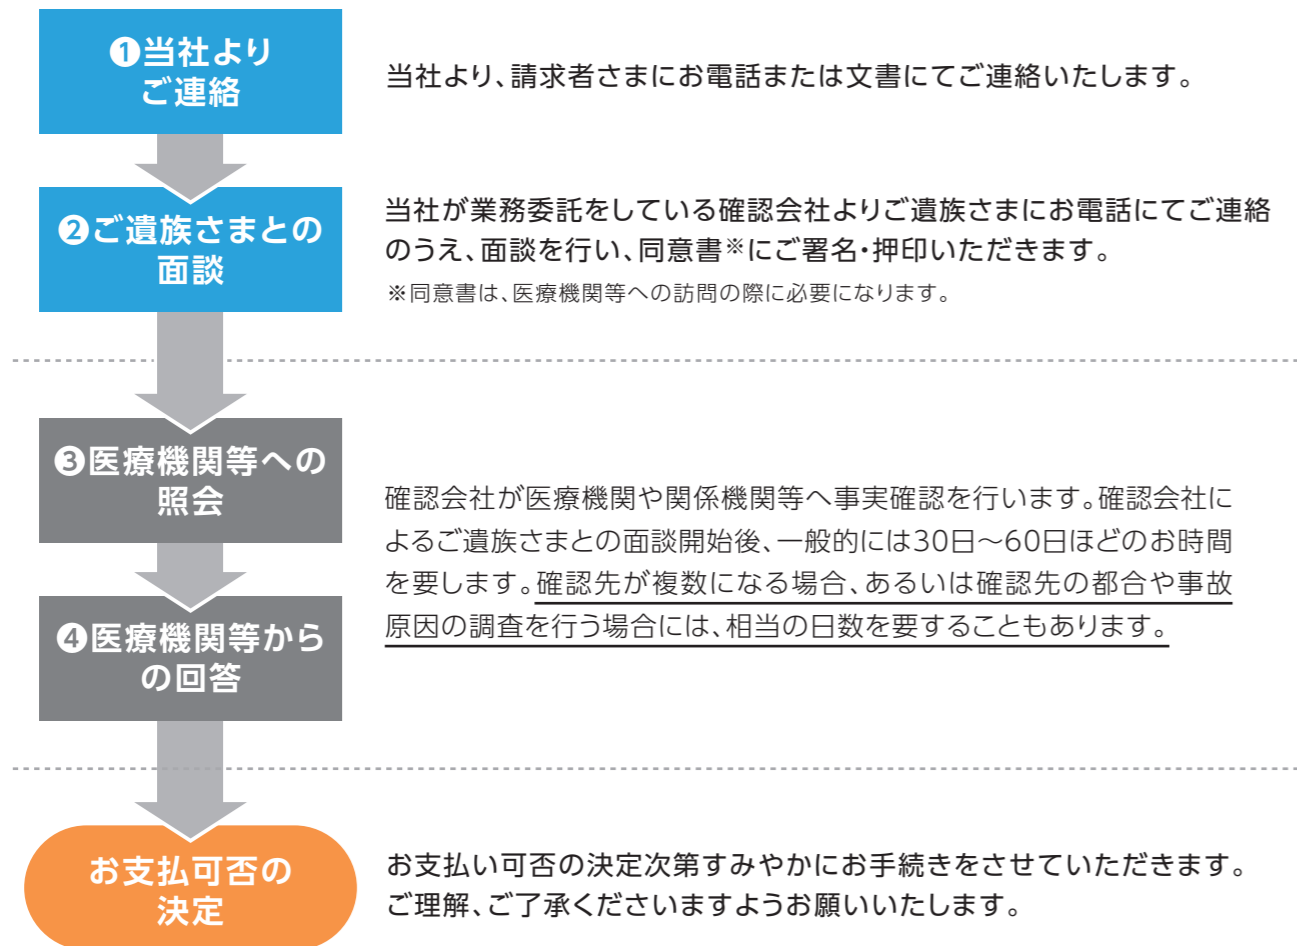 ❶当社より
ご連絡
当社より、請求者さまにお電話または文書にてご連絡いたします。
❷ご遺族さまとの
面談
当社が業務委託をしている確認会社よりご遺族さまにお電話にてご連絡
のうえ、面談を行い、同意書※にご署名・押印いただきます。
※同意書は、医療機関等への訪問の際に必要になります。
❸医療機関等への
照会
❹医療機関等から
の回答
確認会社が医療機関や関係機関等へ事実確認を行います。確認会社に
よるご遺族さまとの面談開始後、一般的には30日～60日ほどのお時間
を要します。確認先が複数になる場合、あるいは確認先の都合や事故
原因の調査を行う場合には、相当の日数を要することもあります。
お支払可否の
決定
お支払い可否の決定次第すみやかにお手続きをさせていただきます。
ご理解、ご了承くださいますようお願いいたします。